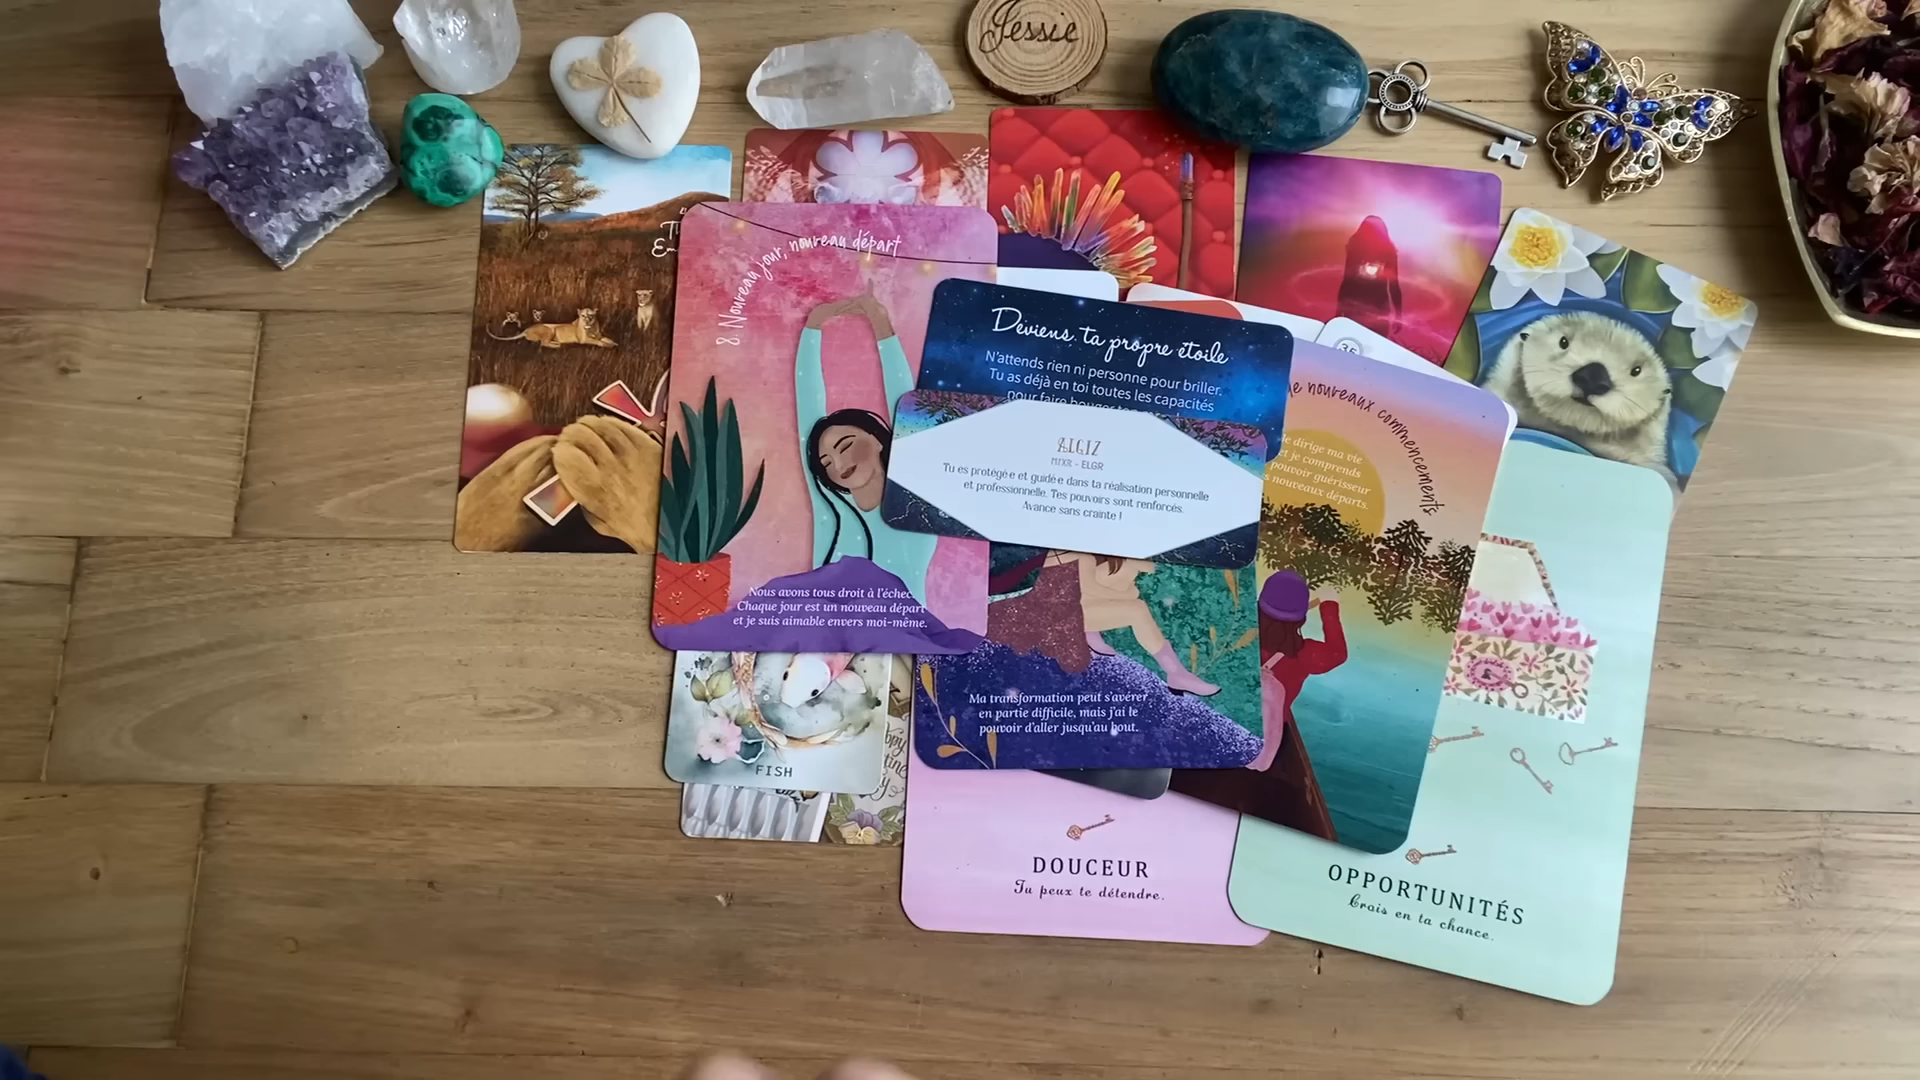 Jessie
8 Nouveau jour, nouveau départ
Nous avons tous droit à l'échec.
Chaque jour est un nouveau départ
et je suis aimable envers moi-même.
Deviens ta propre étoile
N'attends rien ni personne pour briller.
Tu as déjà en toi toutes les capacités
pour faire bouger
ALGIZ
ELGR
Tu es protégé·e et guidé·e dans ta réalisation personnelle
et professionnelle. Tes pouvoirs sont renforcés.
Avance sans crainte !
35
de nouveaux commencements
Je dirige ma vie
et je comprends
pouvoir guérisseur
nouveaux départs.
Ma transformation peut s'avérer
en partie difficile, mais j'ai le
pouvoir d'aller jusqu'au bout.
FISH
DOUCEUR
Tu peux te détendre.
OPPORTUNITÉS
Crois en ta chance.